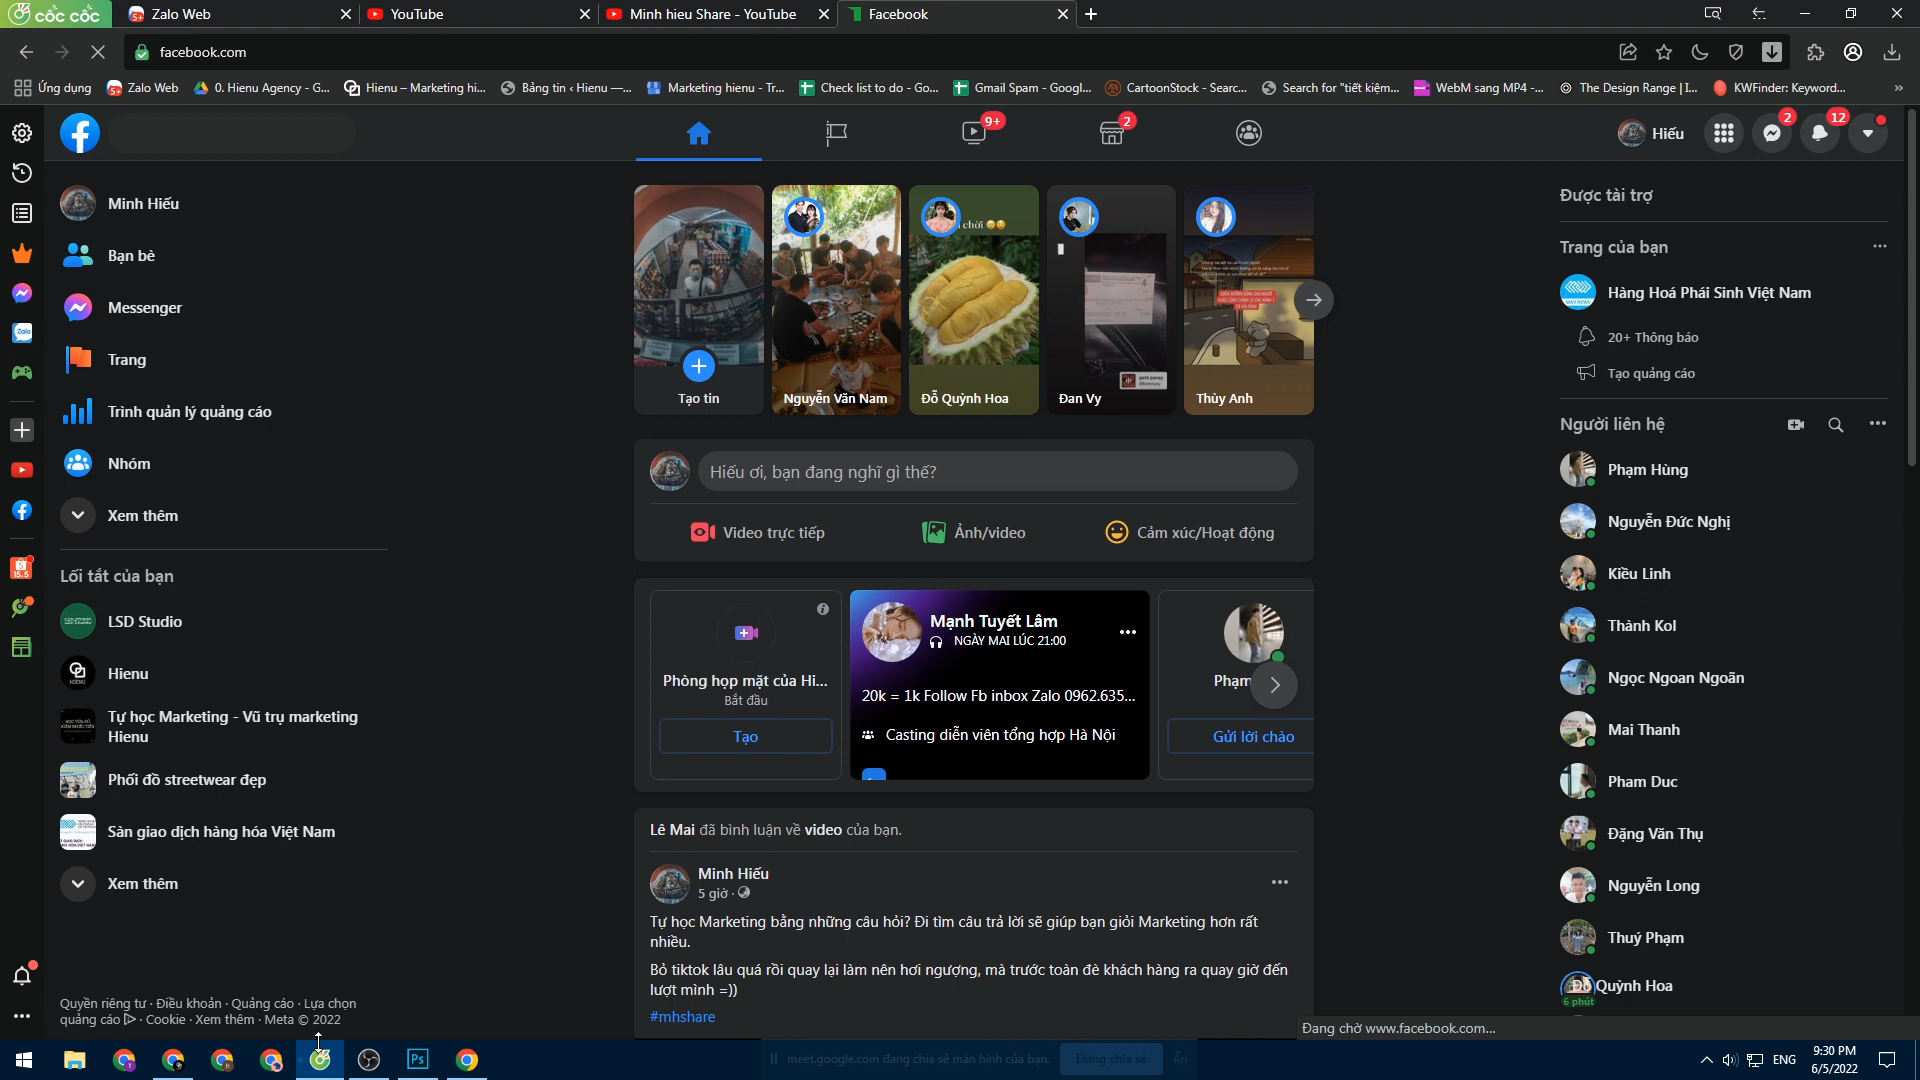 cốc cốc
Zalo Web
YouTube
Minh hieu Share - YouTube
Facebook
facebook.com
Ứng dụng
Zalo Web
0. Hienu Agency - G...
Hienu – Marketing hi...
Bảng tin ‹ Hienu —...
Marketing hienu - Tr...
Check list to do - Go...
Gmail Spam - Googl...
CartoonStock - Searc...
Search for "tiết kiệm...
WebM sang MP4 -...
The Design Range | I...
KWFinder: Keyword...
9+
2
Hiếu
2
12
Minh Hiếu
Bạn bè
Messenger
Trang
Trình quản lý quảng cáo
Nhóm
Xem thêm
Lối tắt của bạn
LSD Studio
Hienu
Tự học Marketing - Vũ trụ marketing
Hienu
Phối đồ streetwear đẹp
Sàn giao dịch hàng hóa Việt Nam
Xem thêm
Quyền riêng tư · Điều khoản · Quảng cáo · Lựa chọn
quảng cáo · Cookie · Xem thêm · Meta © 2022
Zalo
15.5
chời
Tạo tin
Nguyễn Văn Nam
Đỗ Quỳnh Hoa
Đan Vy
Thùy Anh
Hiếu ơi, bạn đang nghĩ gì thế?
Video trực tiếp
Ảnh/video
Cảm xúc/Hoạt động
Phòng họp mặt của Hi...
Bắt đầu
Tạo
Mạnh Tuyết Lâm
NGÀY MAI LÚC 21:00
20k = 1k Follow Fb inbox Zalo 0962.635...
Casting diễn viên tổng hợp Hà Nội
Phạm
Gửi lời chào
Lê Mai đã bình luận về video của bạn.
Minh Hiếu
5 giờ ·
Tự học Marketing bằng những câu hỏi? Đi tìm câu trả lời sẽ giúp bạn giỏi Marketing hơn rất
nhiều.
Bỏ tiktok lâu quá rồi quay lại làm nên hơi ngượng, mà trước toàn đè khách hàng ra quay giờ đến
lượt mình =))
#mhshare
Được tài trợ
Trang của bạn
Hàng Hoá Phái Sinh Việt Nam
20+ Thông báo
Tạo quảng cáo
Người liên hệ
Phạm Hùng
Nguyễn Đức Nghị
Kiều Linh
Thành Kol
Ngọc Ngoan Ngoãn
Mai Thanh
Pham Duc
Đặng Văn Thụ
Nguyễn Long
Thuý Phạm
Quỳnh Hoa
6 phút
Đang chờ www.facebook.com...
Ps
meet.google.com đang chia sẻ màn hình của bạn.
Dừng chia sẻ
Ẩn
ENG
9:30 PM
6/5/2022